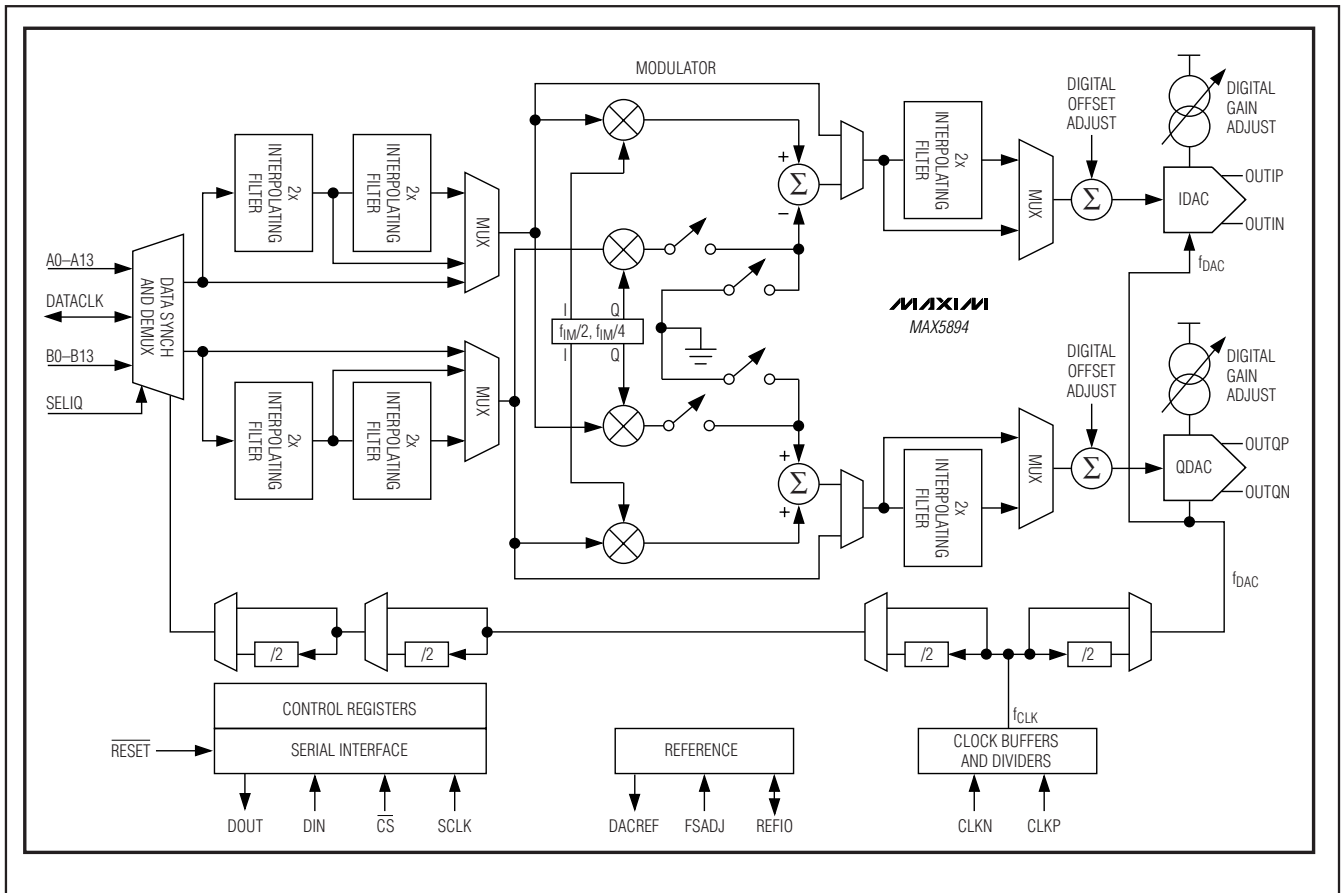 MODULATOR
DIGITAL
OFFSET
ADJUST
DIGITAL
GAIN
ADJUST
2x
INTERPOLATING
FILTER
2x
INTERPOLATING
FILTER
MUX
+
Σ
−
2x
INTERPOLATING
FILTER
MUX
Σ
IDAC
OUTIP
OUTIN
fDAC
A0–A13
DATACLK
B0–B13
SELIQ
DATA SYNCH
AND DEMUX
I Q
fIM/2, fIM/4
I Q
MAXIM
MAX5894
2x
INTERPOLATING
FILTER
2x
INTERPOLATING
FILTER
MUX
+
Σ
+
2x
INTERPOLATING
FILTER
MUX
DIGITAL
OFFSET
ADJUST
Σ
DIGITAL
GAIN
ADJUST
QDAC
OUTQP
OUTQN
fDAC
/2
/2
/2
/2
fCLK
CONTROL REGISTERS
SERIAL INTERFACE
RESET
DOUT
DIN
CS
SCLK
REFERENCE
DACREF
FSADJ
REFIO
CLOCK BUFFERS
AND DIVIDERS
CLKN
CLKP